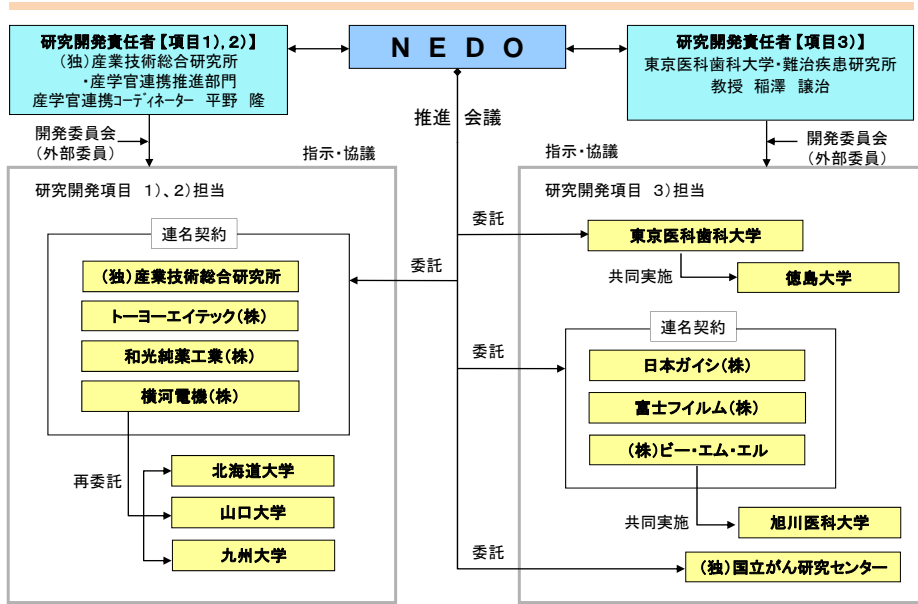 研究開発責任者【項目1),2)】
(独)産業技術総合研究所
・産学官連携推進部門
産学官連携コーディネーター 平野 隆
NEDO
研究開発責任者【項目3)】
東京医科歯科大学・難治疾患研究所
教授 稲澤 譲治
推進 会議
開発委員会
(外部委員)
指示・協議
指示・協議
開発委員会
(外部委員)
研究開発項目 1)、2)担当
連名契約
(独)産業技術総合研究所
トーヨーエイテック(株)
和光純薬工業(株)
横河電機(株)
再委託
北海道大学
山口大学
九州大学
委託
研究開発項目 3)担当
委託
東京医科歯科大学
共同実施
徳島大学
連名契約
委託
日本ガイシ(株)
富士フイルム(株)
(株)ビー・エム・エル
共同実施
旭川医科大学
委託
(独)国立がん研究センター